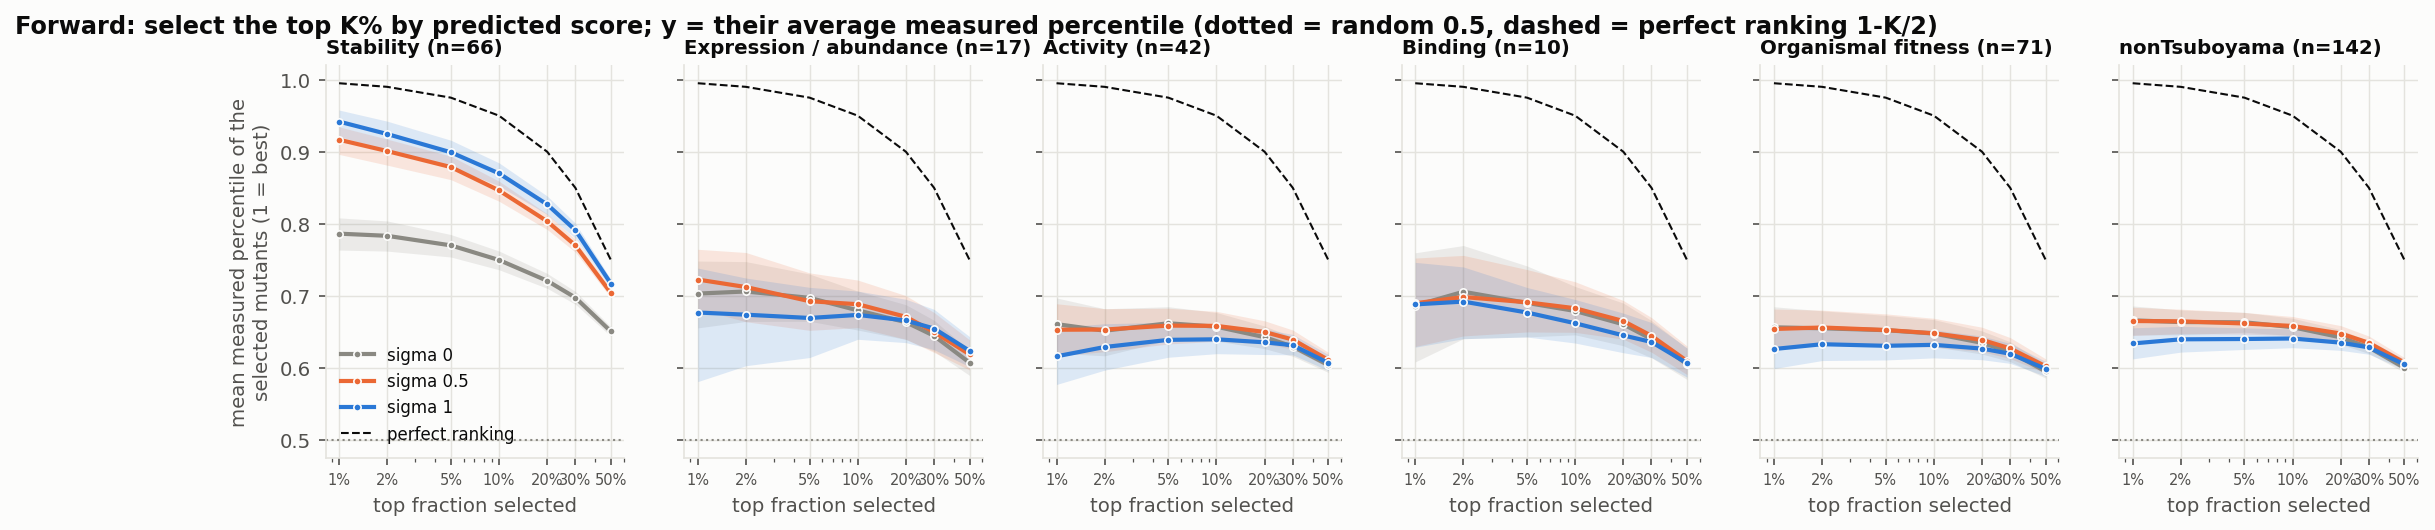 Forward: select the top K% by predicted score; y = their average measured percentile (dotted = random 0.5, dashed = perfect ranking 1-K/2)
Stability (n=66)
Expression / abundance (n=17)
Activity (n=42)
Binding (n=10)
Organismal fitness (n=71)
nonTsuboyama (n=142)
mean measured percentile of the
selected mutants (1 = best)
1.0
0.9
0.8
0.7
0.6
0.5
sigma 0
sigma 0.5
sigma 1
perfect ranking
1% 2% 5% 10% 20% 30% 50%
1% 2% 5% 10% 20% 30% 50%
1% 2% 5% 10% 20% 30% 50%
1% 2% 5% 10% 20% 30% 50%
1% 2% 5% 10% 20% 30% 50%
1% 2% 5% 10% 20% 30% 50%
top fraction selected
top fraction selected
top fraction selected
top fraction selected
top fraction selected
top fraction selected